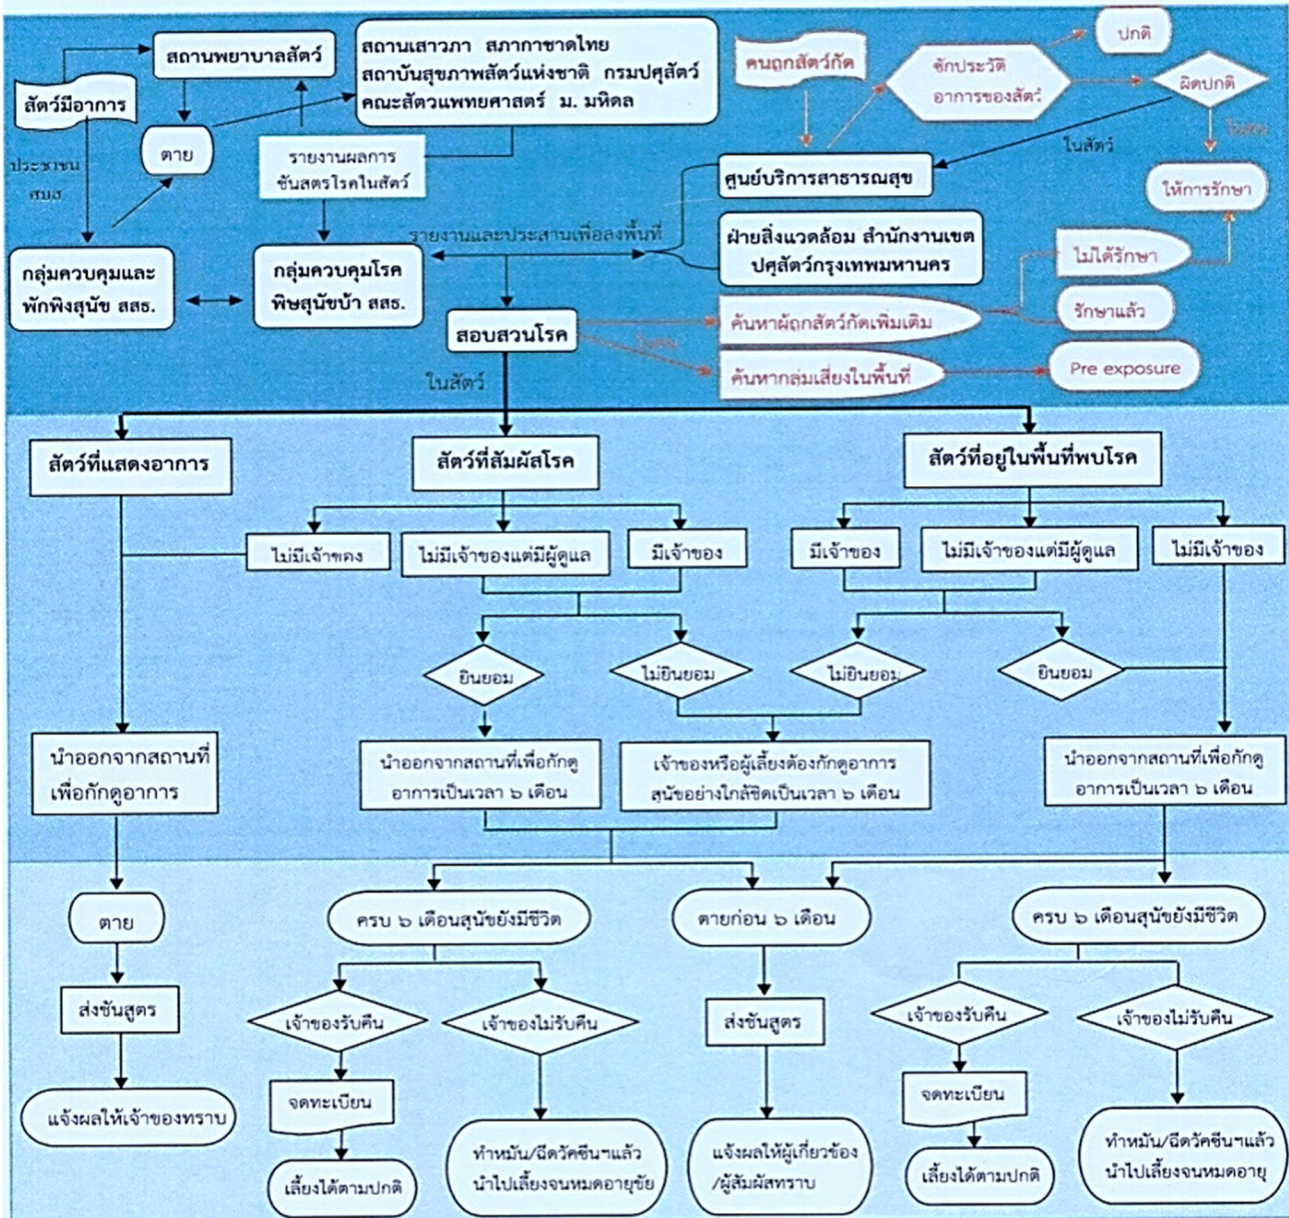 สถานพยาบาลสัตว์
สถานเสาวภา สภากาชาดไทย
สถาบันสุขภาพสัตว์แห่งชาติ กรมปศุสัตว์
คณะสัตวแพทยศาสตร์ ม. มหิดล
คนถูกสัตว์กัด
ซักประวัติ
อาการของสัตว์
ปกติ
ผิดปกติ
สัตว์มีอาการ
ตาย
ประชาชน
ศบส
รายงานผลการ
ชันสูตรโรคในสัตว์
ในสัตว์
ในคน
ศูนย์บริการสาธารณสุข
ให้การรักษา
รายงานและประสานเพื่อลงพื้นที่
ฝ่ายสิ่งแวดล้อม สำนักงานเขต
ปศุสัตว์กรุงเทพมหานคร
ไม่ได้รักษา
กลุ่มควบคุมและ
พักพิงสุนัข สสธ.
กลุ่มควบคุมโรค
พิษสุนัขบ้า สสธ.
สอบสวนโรค
ในคน
ค้นหาผู้ถูกสัตว์กัดเพิ่มเติม
รักษาแล้ว
ค้นหากลุ่มเสี่ยงในพื้นที่
Pre exposure
ในสัตว์
สัตว์ที่แสดงอาการ
สัตว์ที่สัมผัสโรค
สัตว์ที่อยู่ในพื้นที่พบโรค
ไม่มีเจ้าของ
ไม่มีเจ้าของแต่มีผู้ดูแล
มีเจ้าของ
มีเจ้าของ
ไม่มีเจ้าของแต่มีผู้ดูแล
ไม่มีเจ้าของ
ยินยอม
ไม่ยินยอม
ไม่ยินยอม
ยินยอม
นำออกจากสถานที่
เพื่อกักดูอาการ
นำออกจากสถานที่เพื่อกักดู
อาการเป็นเวลา ๖ เดือน
เจ้าของหรือผู้เลี้ยงต้องกักดูอาการ
สุนัขอย่างใกล้ชิดเป็นเวลา ๖ เดือน
นำออกจากสถานที่เพื่อกักดู
อาการเป็นเวลา ๖ เดือน
ตาย
ครบ ๖ เดือนสุนัขยังมีชีวิต
ตายก่อน ๖ เดือน
ครบ ๖ เดือนสุนัขยังมีชีวิต
ส่งชันสูตร
เจ้าของรับคืน
เจ้าของไม่รับคืน
ส่งชันสูตร
เจ้าของรับคืน
เจ้าของไม่รับคืน
แจ้งผลให้เจ้าของทราบ
จดทะเบียน
จดทะเบียน
เลี้ยงได้ตามปกติ
ทำหมัน/ฉีดวัคซีนฯแล้ว
นำไปเลี้ยงจนหมดอายุขัย
แจ้งผลให้ผู้เกี่ยวข้อง
/ผู้สัมผัสทราบ
เลี้ยงได้ตามปกติ
ทำหมัน/ฉีดวัคซีนฯแล้ว
นำไปเลี้ยงจนหมดอายุ